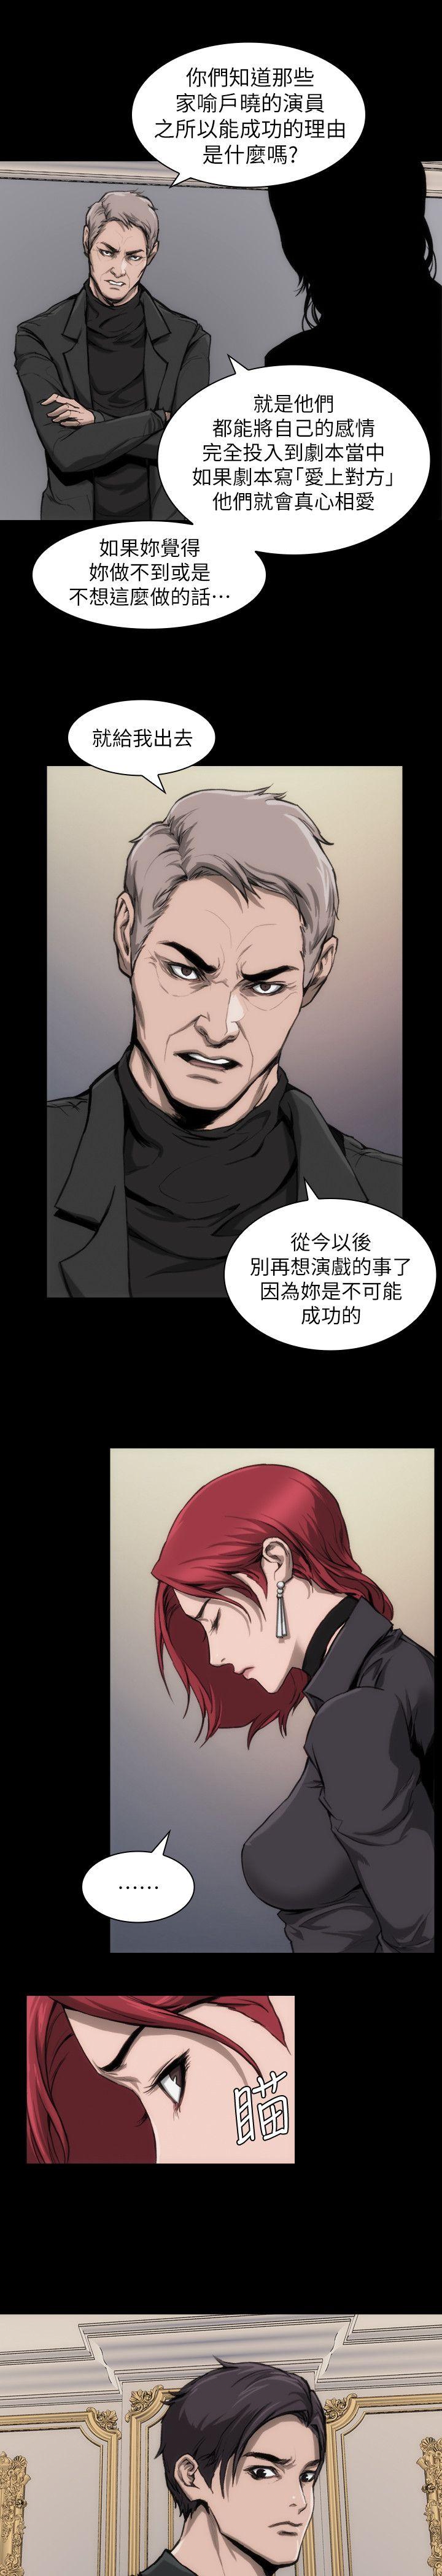 你們知道那些
家喻戶曉的演員
之所以能成功的理由
是什麼嗎?
就是他們
都能將自己的感情
完全投入到劇本當中
如果劇本寫「愛上對方」
他們就會真心相愛
如果妳覺得
妳做不到或是
不想這麼做的話…
就給我出去
從今以後
別再想演戲的事了
因為妳是不可能
成功的
……
瞄